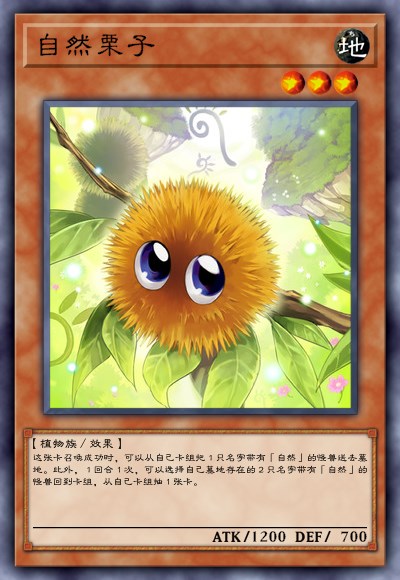 自然栗子
地
【植物族／效果】
这张卡召唤成功时，可以从自己卡组把1只名字带有「自然」的怪兽送去墓
地。此外，1回合1次，可以选择自己墓地存在的2只名字带有「自然」的
怪兽回到卡组，从自己卡组抽1张卡。
ATK/1200 DEF/ 700